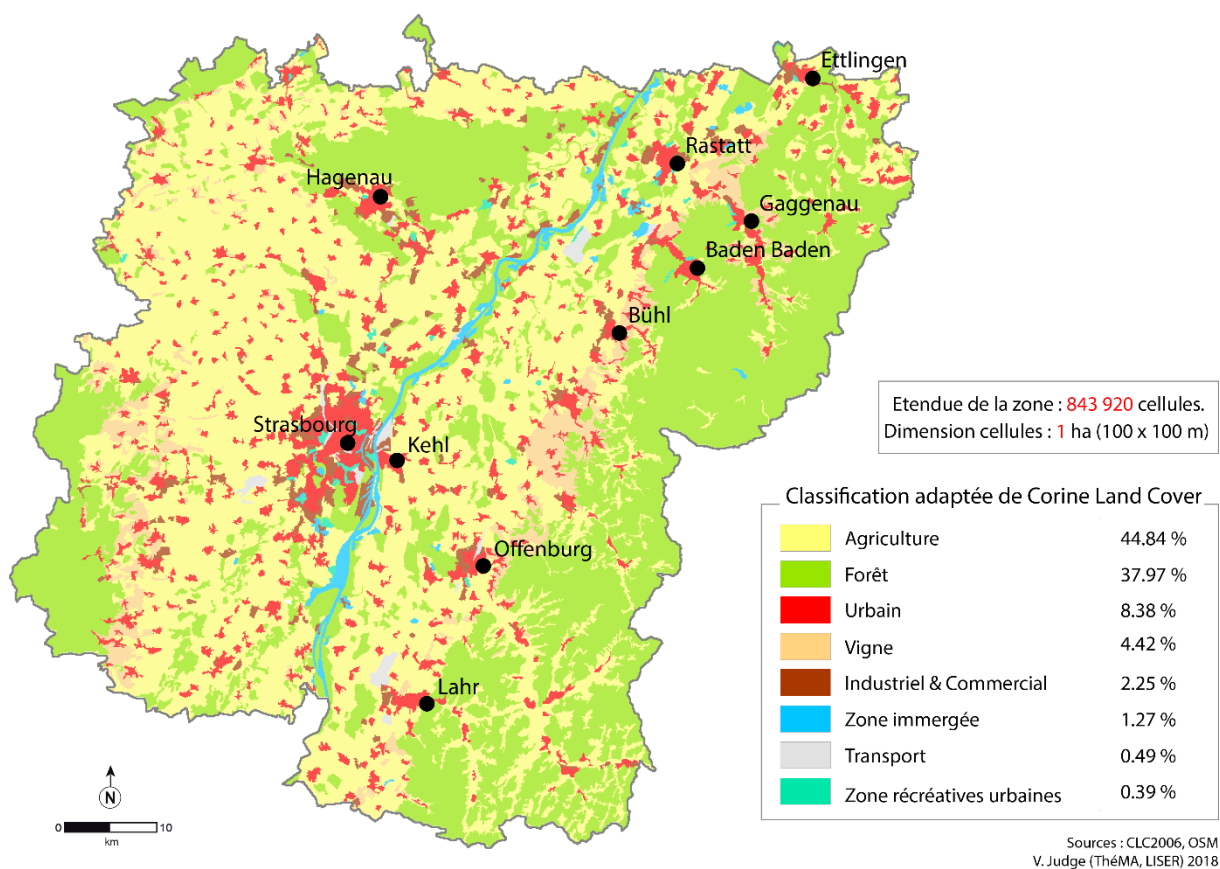 Ettlingen
Rastatt
Hagenau
Gaggenau
Baden Baden
Bühl
Strasbourg
Kehl
Offenburg
Lahr
Etendue de la zone : 843 920 cellules.
Dimension cellules : 1 ha (100 x 100 m)
Classification adaptée de Corine Land Cover
Agriculture 44.84 %
Forêt 37.97 %
Urbain 8.38 %
Vigne 4.42 %
Industriel & Commercial 2.25 %
Zone immergée 1.27 %
Transport 0.49 %
Zone récréatives urbaines 0.39 %
N
0 10
km
Sources : CLC2006, OSM
V. Judge (ThéMA, LISER) 2018